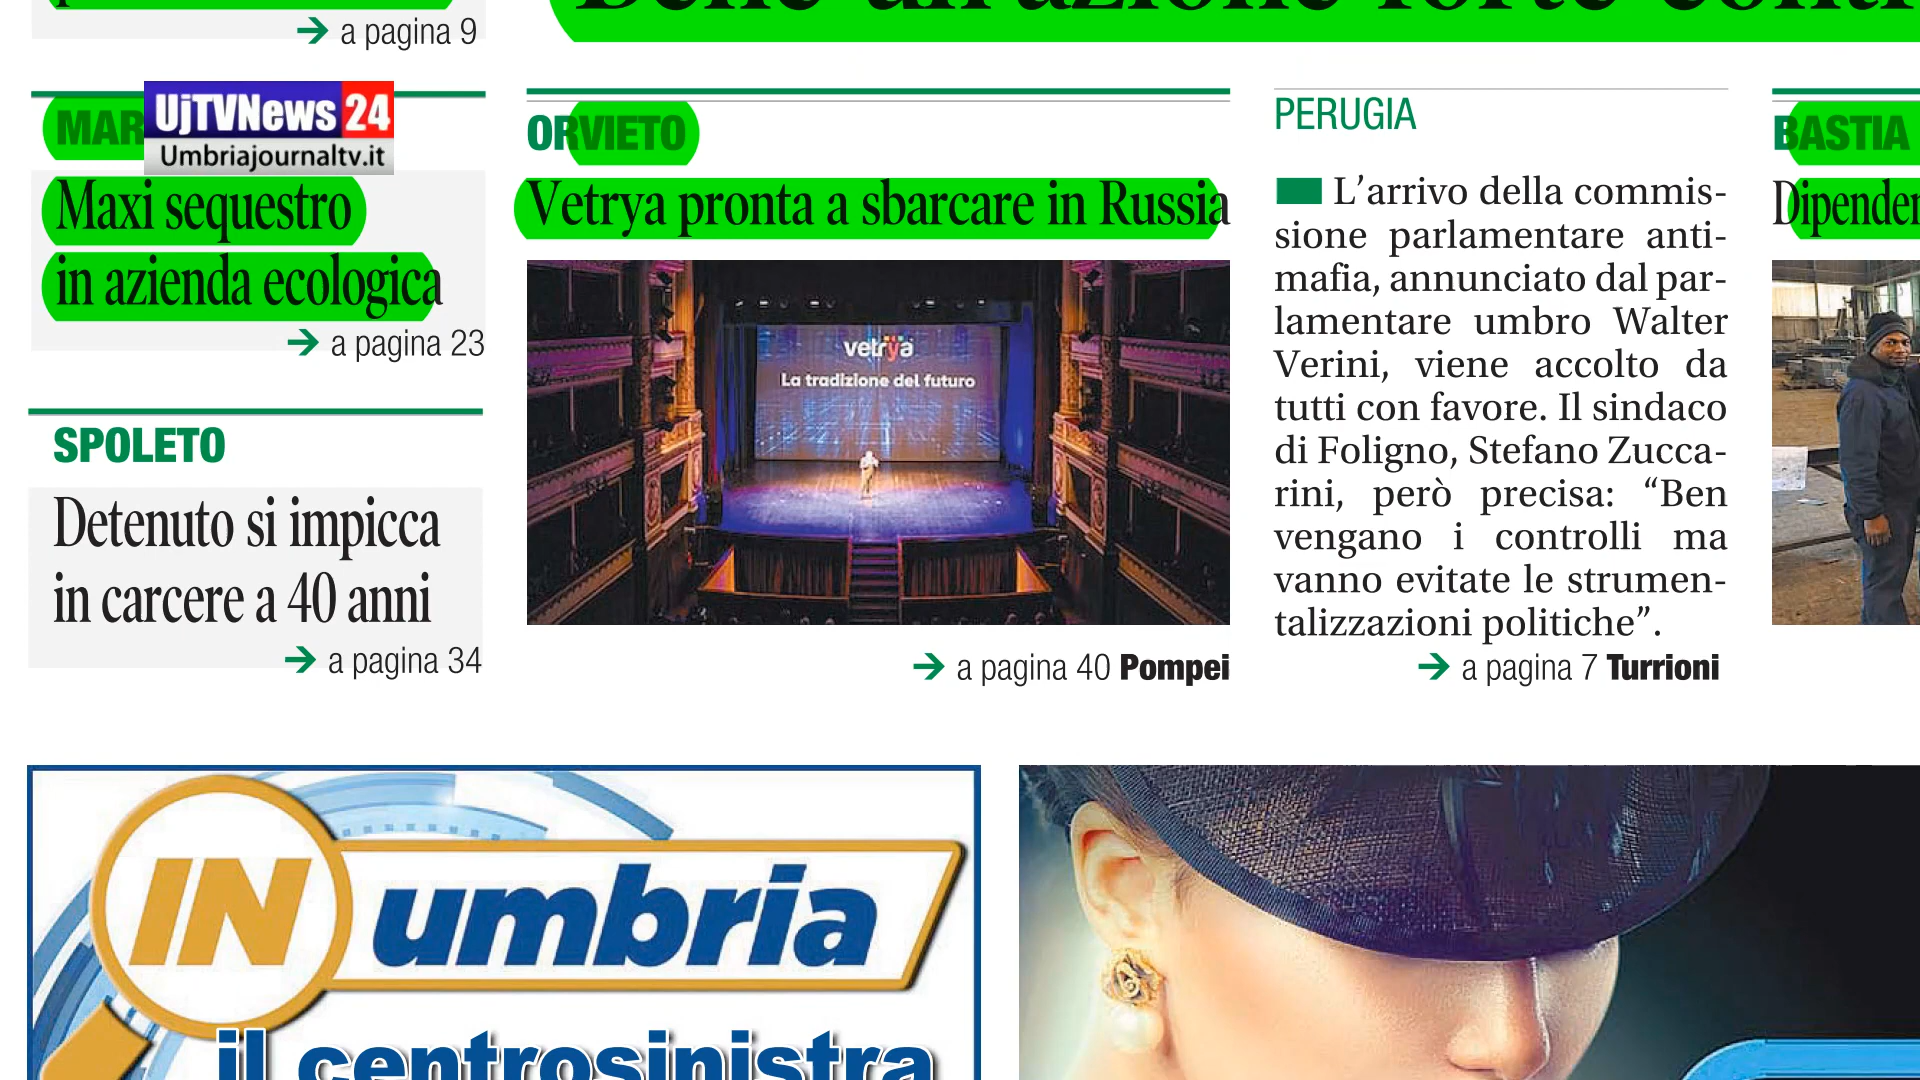 a pagina 9
UjTVNews 24
Umbriajournaltv.it
MAR
Maxi sequestro
in azienda ecologica
a pagina 23
SPOLETO
Detenuto si impicca
in carcere a 40 anni
a pagina 34
ORVIETO
Vetrya pronta a sbarcare in Russia
vetrya
La tradizione del futuro
a pagina 40 Pompei
PERUGIA
L’arrivo della commis-
sione parlamentare anti-
mafia, annunciato dal par-
lamentare umbro Walter
Verini, viene accolto da
tutti con favore. Il sindaco
di Foligno, Stefano Zucca-
rini, però precisa: “Ben
vengano i controlli ma
vanno evitate le strumen-
talizzazioni politiche”.
a pagina 7 Turrioni
BASTIA
Dipenden
IN umbria
il centrosinistra